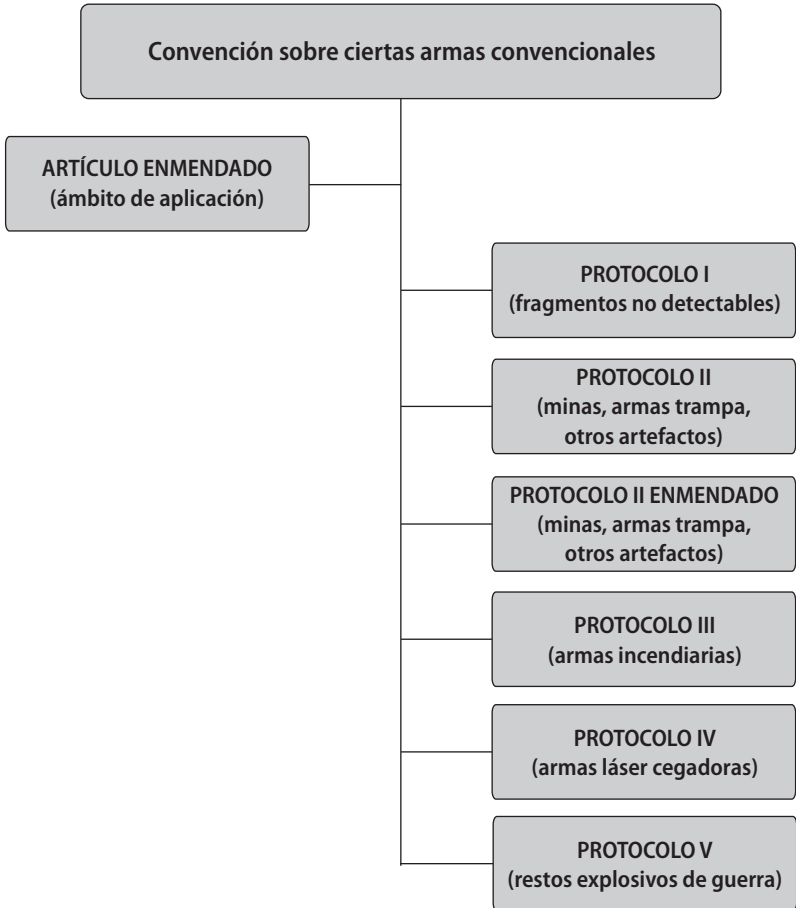 Convención sobre ciertas armas convencionales
ARTÍCULO ENMENDADO
(ámbito de aplicación)
PROTOCOLO I
(fragmentos no detectables)
PROTOCOLO II
(minas, armas trampa,
otros artefactos)
PROTOCOLO II ENMENDADO
(minas, armas trampa,
otros artefactos)
PROTOCOLO III
(armas incendiarias)
PROTOCOLO IV
(armas láser cegadoras)
PROTOCOLO V
(restos explosivos de guerra)